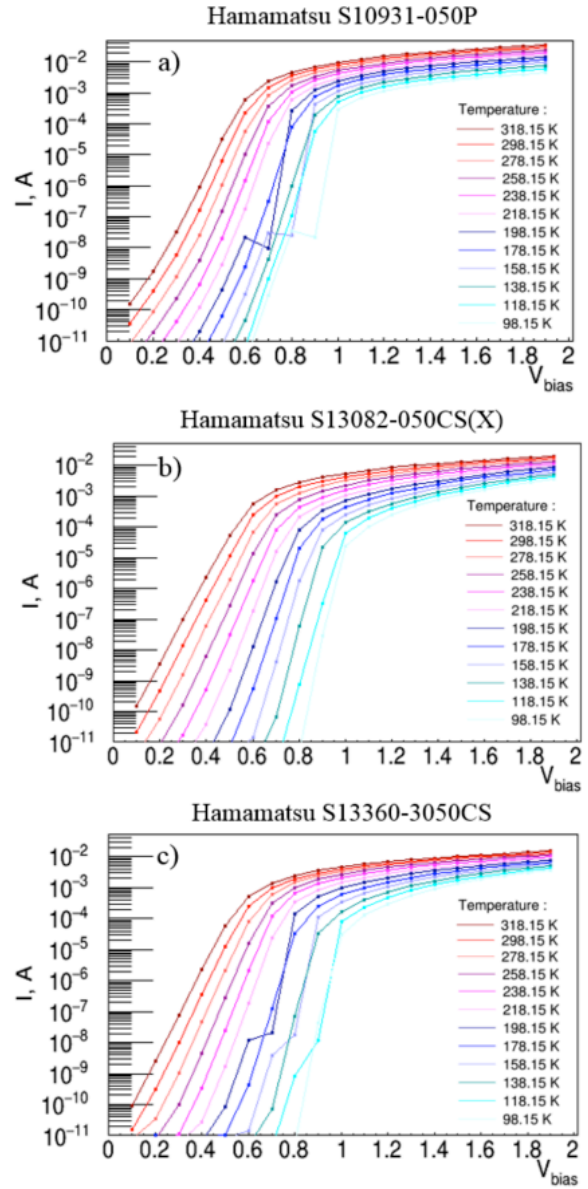 Hamamatsu S10931-050P
a)
I, A
10⁻²
10⁻³
10⁻⁴
10⁻⁵
10⁻⁶
10⁻⁷
10⁻⁸
10⁻⁹
10⁻¹⁰
10⁻¹¹
Temperature :
318.15 K
298.15 K
278.15 K
258.15 K
238.15 K
218.15 K
198.15 K
178.15 K
158.15 K
138.15 K
118.15 K
98.15 K
0 0.2 0.4 0.6 0.8 1 1.2 1.4 1.6 1.8 2
V_bias
Hamamatsu S13082-050CS(X)
b)
I, A
10⁻²
10⁻³
10⁻⁴
10⁻⁵
10⁻⁶
10⁻⁷
10⁻⁸
10⁻⁹
10⁻¹⁰
10⁻¹¹
Temperature :
318.15 K
298.15 K
278.15 K
258.15 K
238.15 K
218.15 K
198.15 K
178.15 K
158.15 K
138.15 K
118.15 K
98.15 K
0 0.2 0.4 0.6 0.8 1 1.2 1.4 1.6 1.8 2
V_bias
Hamamatsu S13360-3050CS
c)
I, A
10⁻²
10⁻³
10⁻⁴
10⁻⁵
10⁻⁶
10⁻⁷
10⁻⁸
10⁻⁹
10⁻¹⁰
10⁻¹¹
Temperature :
318.15 K
298.15 K
278.15 K
258.15 K
238.15 K
218.15 K
198.15 K
178.15 K
158.15 K
138.15 K
118.15 K
98.15 K
0 0.2 0.4 0.6 0.8 1 1.2 1.4 1.6 1.8 2
V_bias